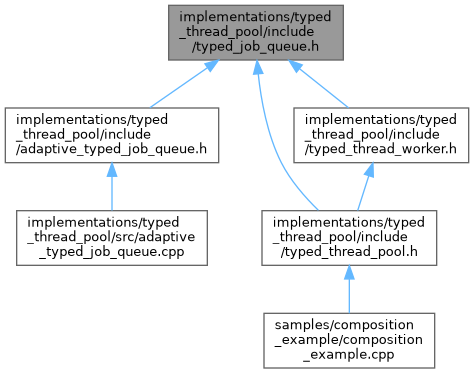 implementations/typed
_thread_pool/include
/typed_job_queue.h
implementations/typed
_thread_pool/include
/adaptive_typed_job_queue.h
implementations/typed
_thread_pool/include
/typed_thread_worker.h
implementations/typed
_thread_pool/src/adaptive
_typed_job_queue.cpp
implementations/typed
_thread_pool/include
/typed_thread_pool.h
samples/composition
_example/composition
_example.cpp